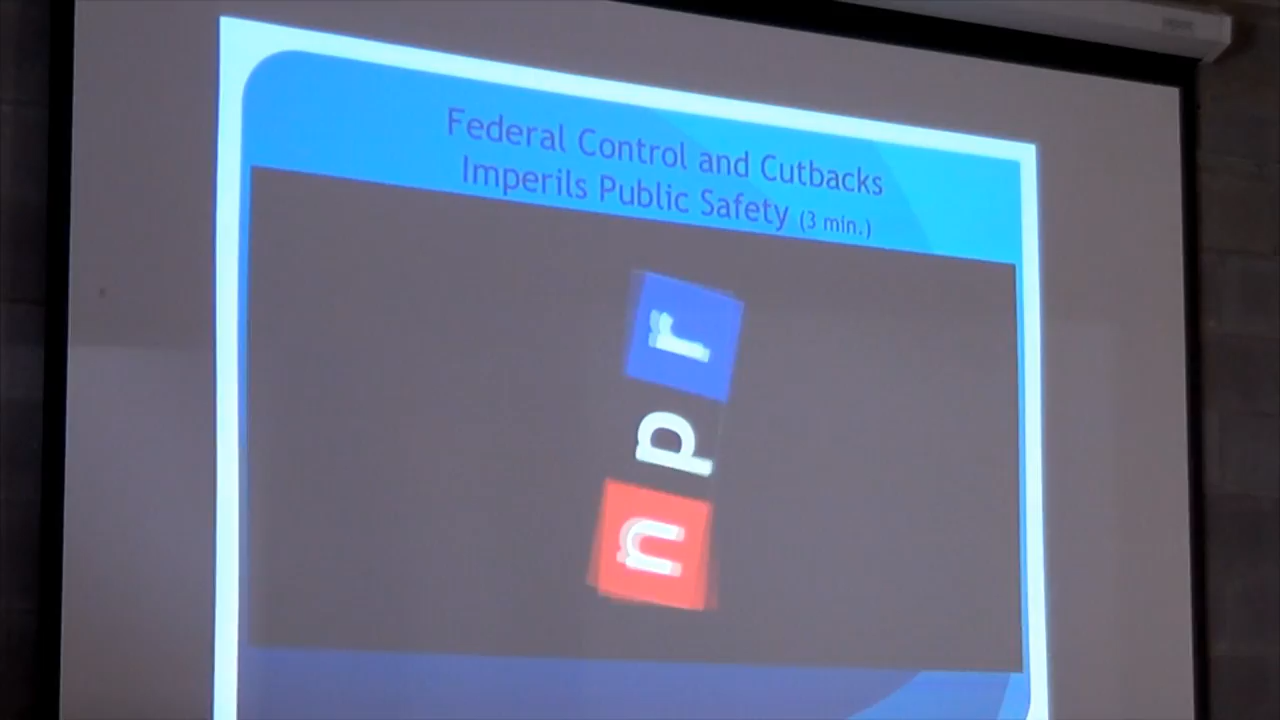 Federal Control and Cutbacks
Imperils Public Safety (3 min.)
npr